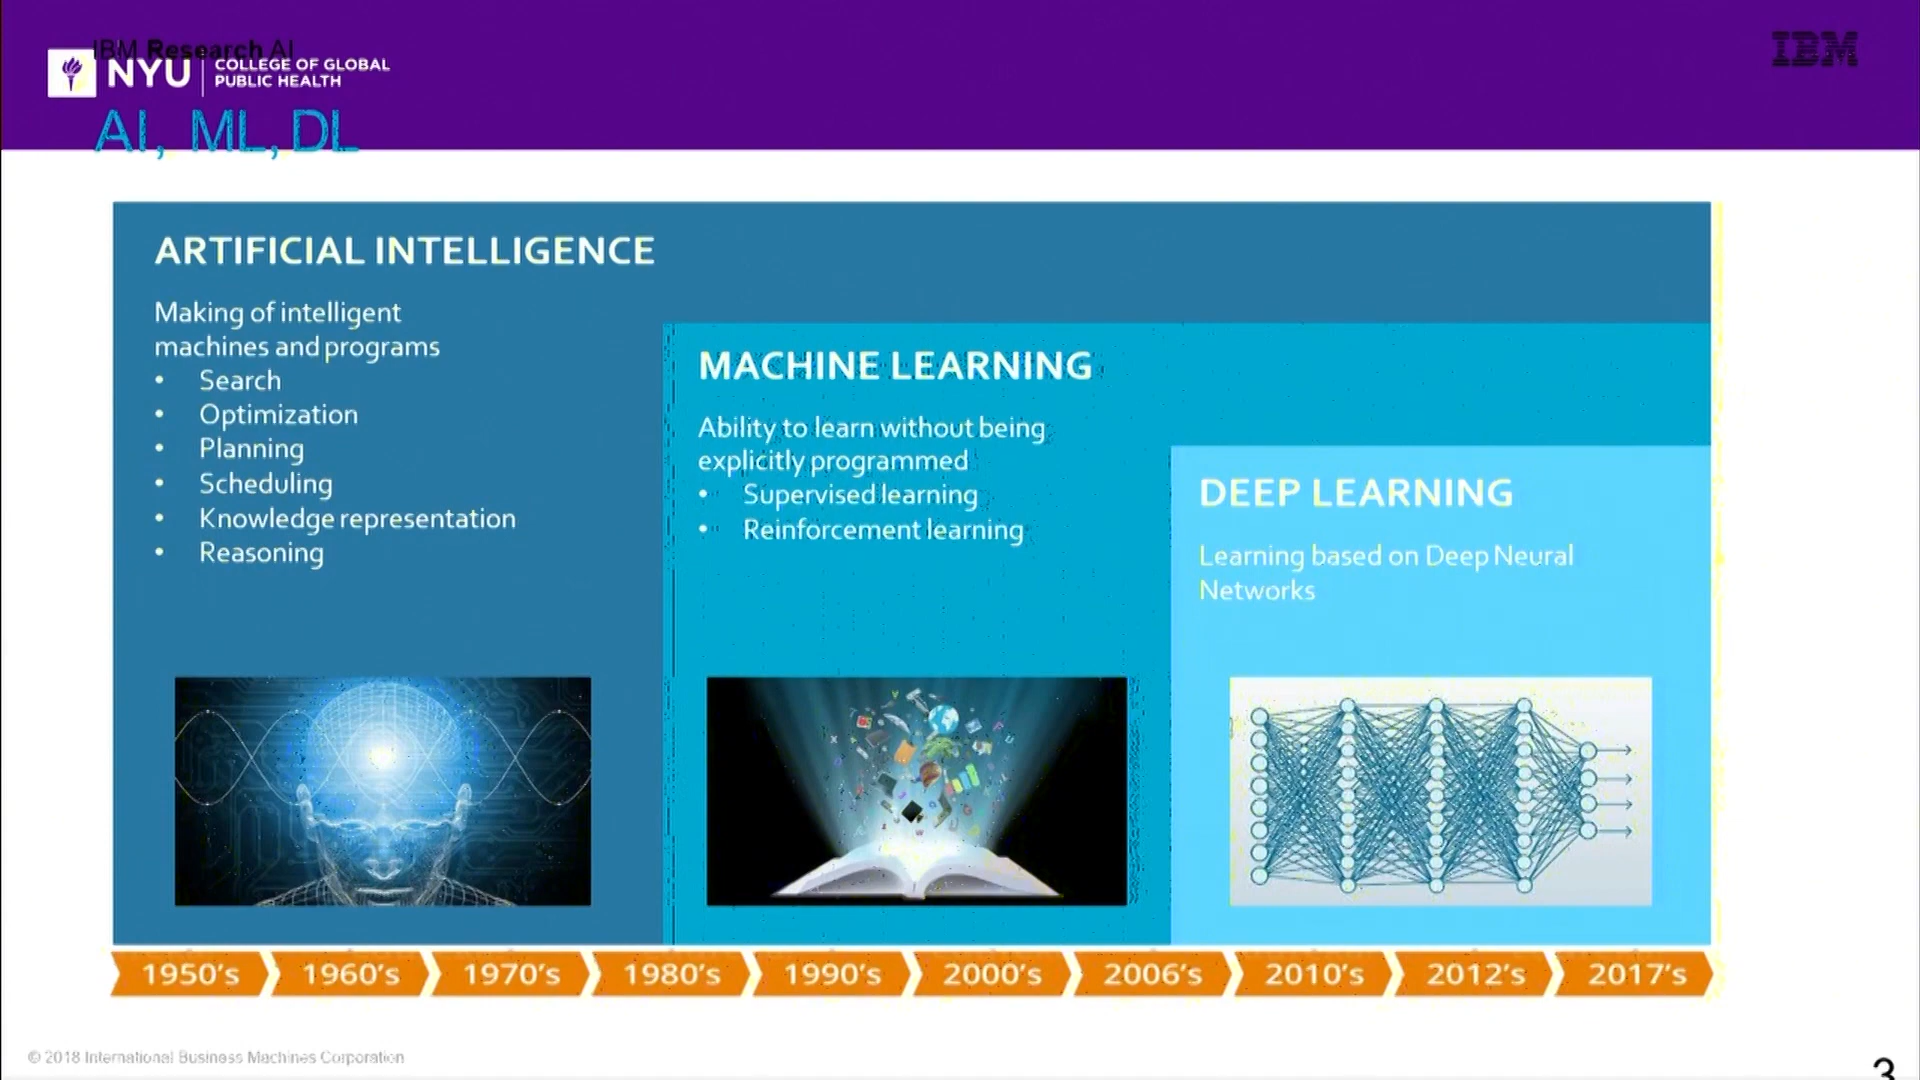 IBM Research AI
IBM
NYU
COLLEGE OF GLOBAL
PUBLIC HEALTH
AI, ML, DL
ARTIFICIAL INTELLIGENCE
Making of intelligent
machines and programs
• Search
• Optimization
• Planning
• Scheduling
• Knowledge representation
• Reasoning
MACHINE LEARNING
Ability to learn without being
explicitly programmed
• Supervised learning
• Reinforcement learning
DEEP LEARNING
Learning based on Deep Neural
Networks
1950's 1960's 1970's 1980's 1990's 2000's 2006's 2010's 2012's 2017's
© 2018 International Business Machines Corporation
3